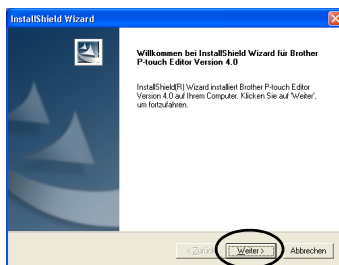 InstallShield Wizard
Willkommen bei InstallShield Wizard für Brother
P-touch Editor Version 4.0
InstallShield(R) Wizard installiert Brother P-touch Editor
Version 4.0 auf Ihrem Computer. Klicken Sie auf 'Weiter',
um fortzufahren.
< Zurück Weiter > Abbrechen